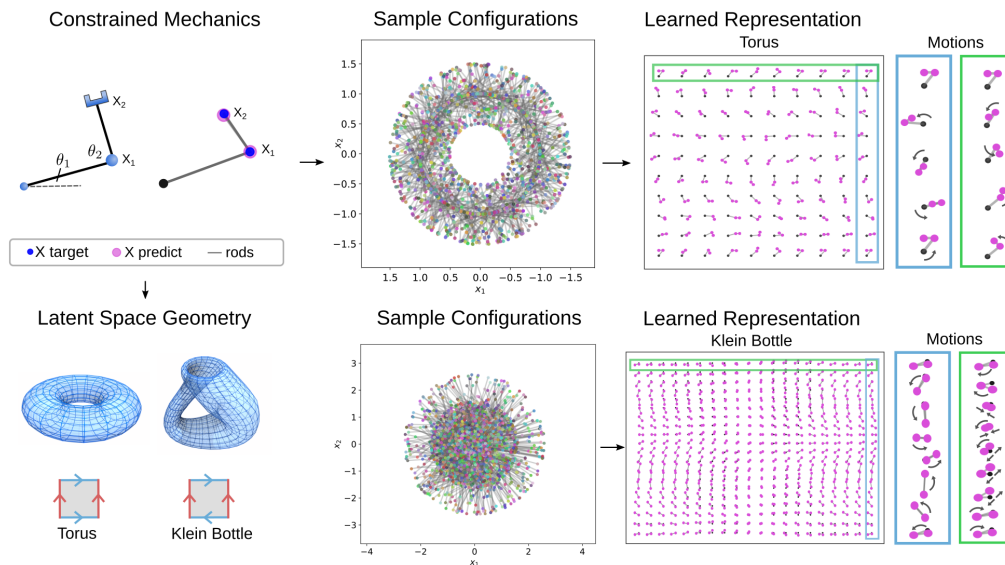 Constrained Mechanics
X₂
θ₂
X₁
θ₁
X₂
X₁
X target
X predict
rods
Sample Configurations
x₂
1.5
1.0
0.5
0.0
−0.5
−1.0
−1.5
1.5 1.0 0.5 0.0 −0.5 −1.0 −1.5
x₁
Learned Representation
Torus
Motions
Latent Space Geometry
Torus
Klein Bottle
Sample Configurations
x₂
3
2
1
0
−1
−2
−3
−4 −2 0 2 4
x₁
Learned Representation
Klein Bottle
Motions